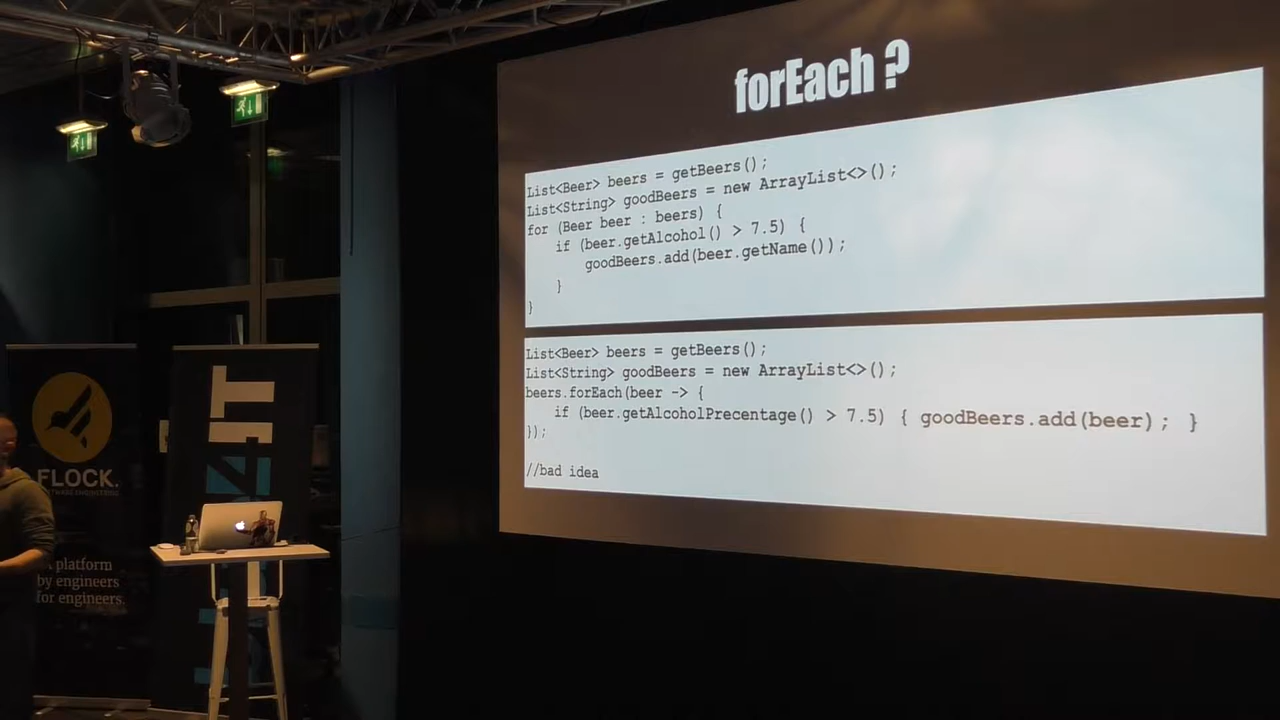 forEach ?
List<Beer> beers = getBeers();
List<String> goodBeers = new ArrayList<>();
for (Beer beer : beers) {
if (beer.getAlcohol() > 7.5) {
goodBeers.add(beer.getName());
}
}
List<Beer> beers = getBeers();
List<String> goodBeers = new ArrayList<>();
beers.forEach(beer -> {
if (beer.getAlcoholPrecentage() > 7.5) { goodBeers.add(beer); }
});
//bad idea
FLOCK.
platform
by engineers
for engineers.
IT